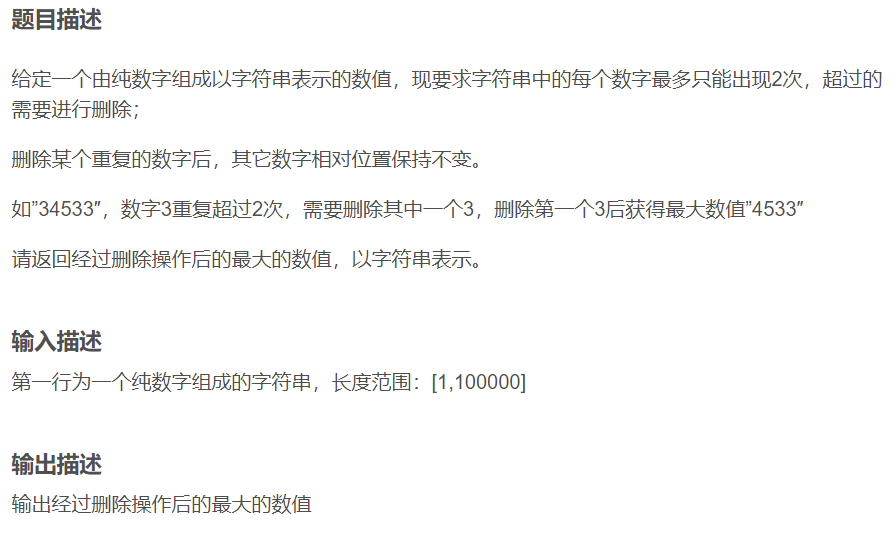 题目描述
给定一个由纯数字组成以字符串表示的数值，现要求字符串中的每个数字最多只能出现2次，超过的
需要进行删除；
删除某个重复的数字后，其它数字相对位置保持不变。
如”34533″，数字3重复超过2次，需要删除其中一个3，删除第一个3后获得最大数值”4533″
请返回经过删除操作后的最大的数值，以字符串表示。
输入描述
第一行为一个纯数字组成的字符串，长度范围：[1,100000]
输出描述
输出经过删除操作后的最大的数值